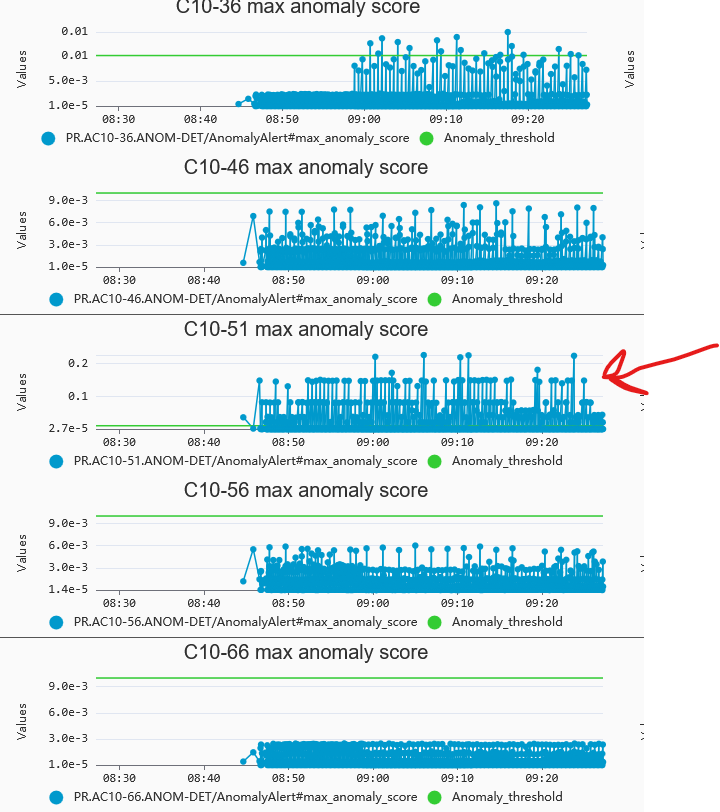 C10-36 max anomaly score
0.01
0.01
5.0e-3
1.0e-5
Values
Values
08:30 08:40 08:50 09:00 09:10 09:20
PR.AC10-36.ANOM-DET/AnomalyAlert#max_anomaly_score Anomaly_threshold
C10-46 max anomaly score
9.0e-3
6.0e-3
3.0e-3
1.0e-5
Values
08:30 08:40 08:50 09:00 09:10 09:20
PR.AC10-46.ANOM-DET/AnomalyAlert#max_anomaly_score Anomaly_threshold
C10-51 max anomaly score
0.2
0.1
2.7e-5
Values
08:30 08:40 08:50 09:00 09:10 09:20
PR.AC10-51.ANOM-DET/AnomalyAlert#max_anomaly_score Anomaly_threshold
C10-56 max anomaly score
9.0e-3
6.0e-3
3.0e-3
1.4e-5
Values
08:30 08:40 08:50 09:00 09:10 09:20
PR.AC10-56.ANOM-DET/AnomalyAlert#max_anomaly_score Anomaly_threshold
C10-66 max anomaly score
9.0e-3
6.0e-3
3.0e-3
1.0e-5
Values
08:30 08:40 08:50 09:00 09:10 09:20
PR.AC10-66.ANOM-DET/AnomalyAlert#max_anomaly_score Anomaly_threshold